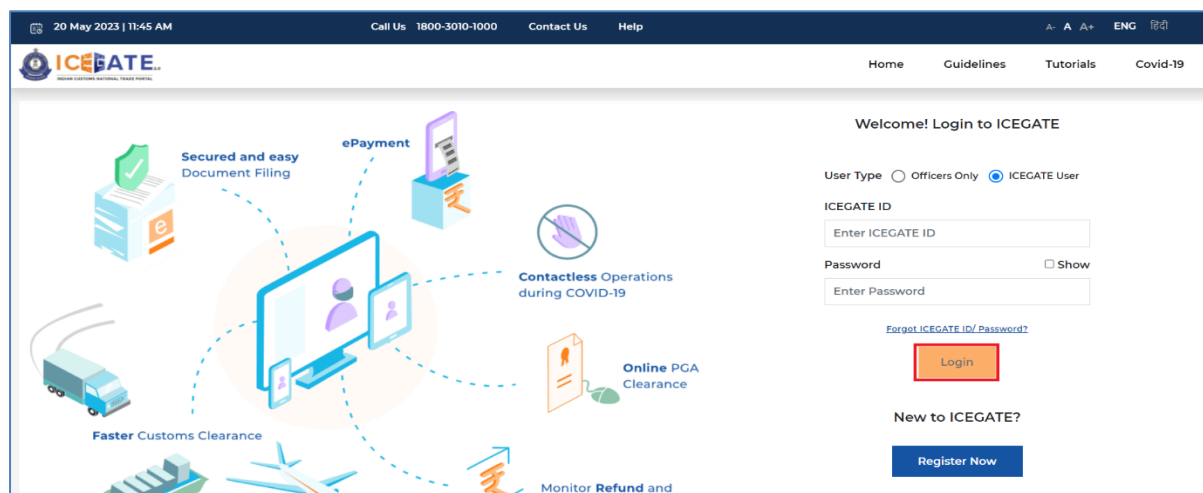 20 May 2023 | 11:45 AM Call Us 1800-3010-1000 Contact Us Help A- A A+ ENG हिंदी
ICEGATE
INDIAN CUSTOMS NATIONAL TRADE PORTAL
Home Guidelines Tutorials Covid-19
Secured and easy
Document Filing
ePayment
e
Contactless Operations
during COVID-19
Online PGA
Clearance
Faster Customs Clearance
Monitor Refund and
Welcome! Login to ICEGATE
User Type Officers Only ICEGATE User
ICEGATE ID
Enter ICEGATE ID
Password Show
Enter Password
Forgot ICEGATE ID/ Password?
Login
New to ICEGATE?
Register Now